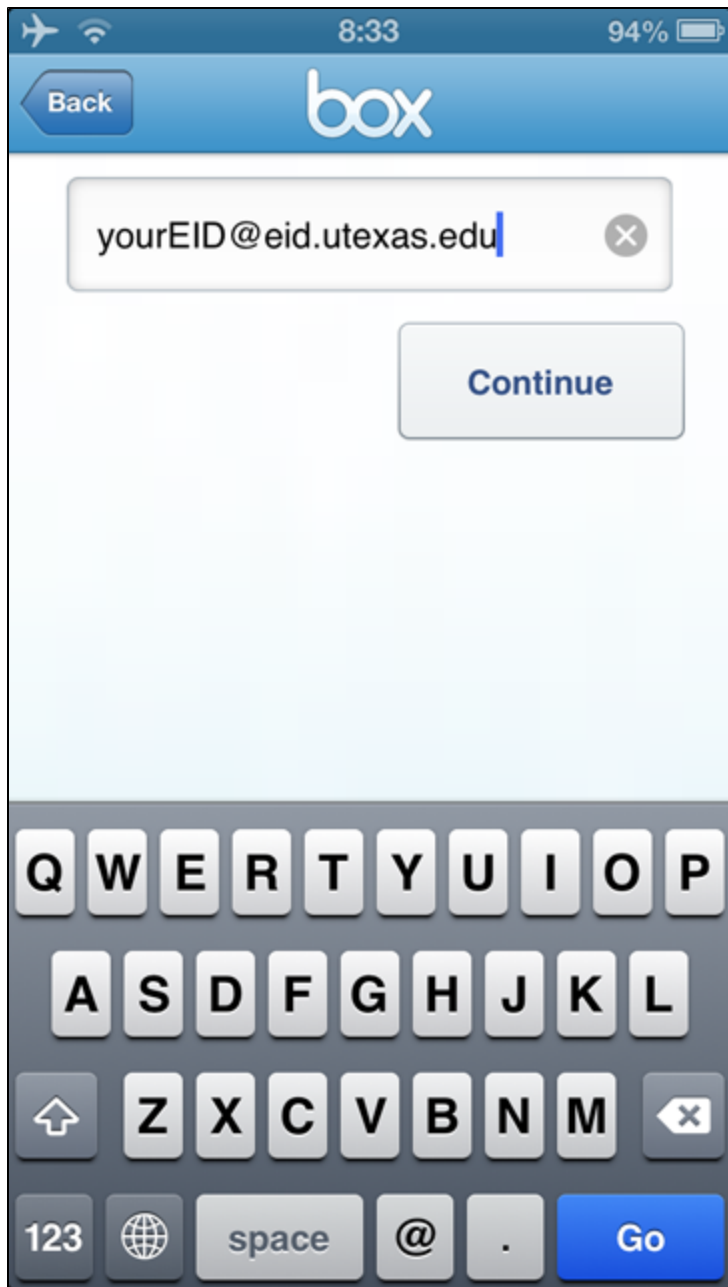 8:33 94%
Back box
yourEID@eid.utexas.edu
Continue
Q W E R T Y U I O P
A S D F G H J K L
Z X C V B N M
123 space @ . Go